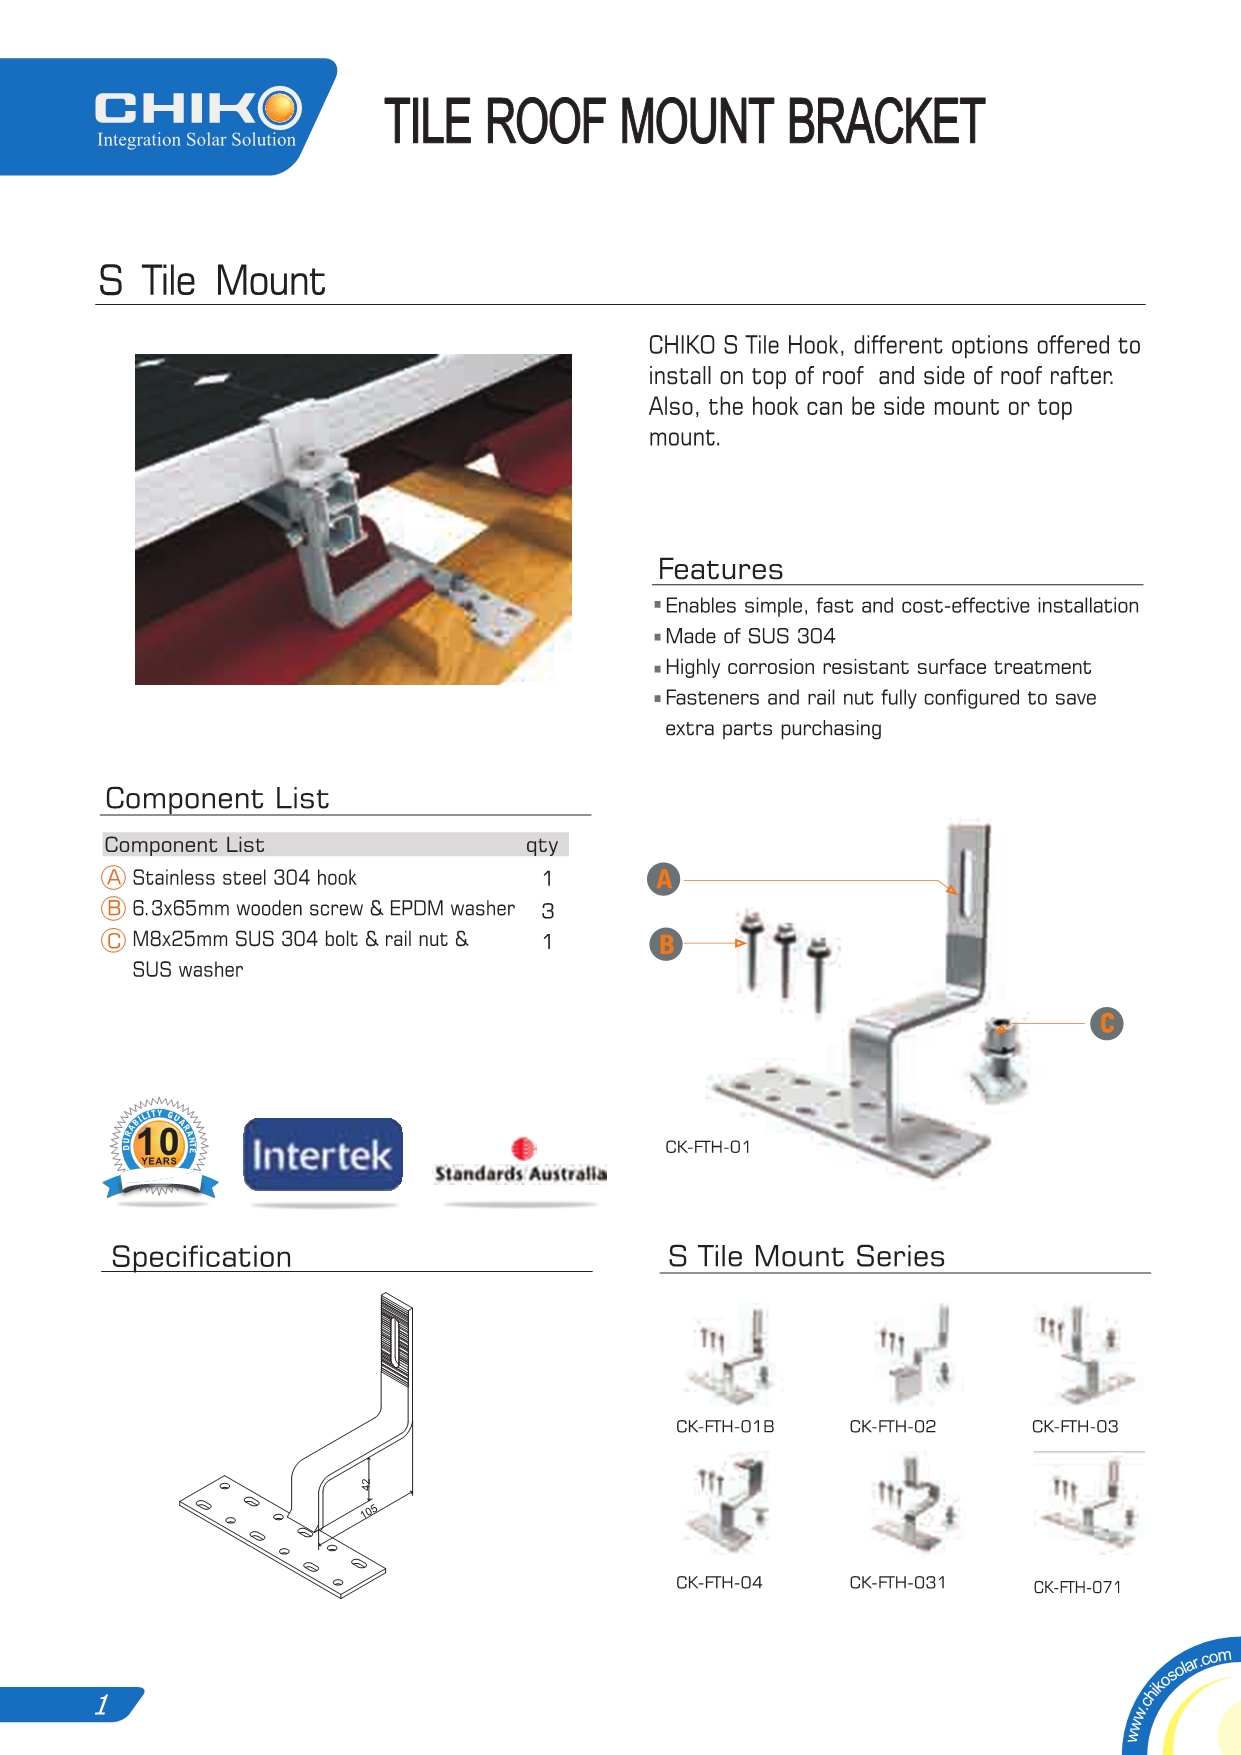 CHIKO
Integration Solar Solution
TILE ROOF MOUNT BRACKET
S Tile Mount
CHIKO S Tile Hook, different options offered to
install on top of roof and side of roof rafter.
Also, the hook can be side mount or top
mount.
Features
Enables simple, fast and cost-effective installation
Made of SUS 304
Highly corrosion resistant surface treatment
Fasteners and rail nut fully configured to save
extra parts purchasing
Component List
Component List qty
A Stainless steel 304 hook 1
B 6.3x65mm wooden screw & EPDM washer 3
C M8x25mm SUS 304 bolt & rail nut & 1
SUS washer
A
B
C
CK-FTH-01
DURABILITY GUARANTE
10
YEARS
Intertek
Standards Australia
Specification
42
105
S Tile Mount Series
CK-FTH-01B
CK-FTH-02
CK-FTH-03
CK-FTH-04
CK-FTH-031
CK-FTH-071
1
www.chikosolar.com